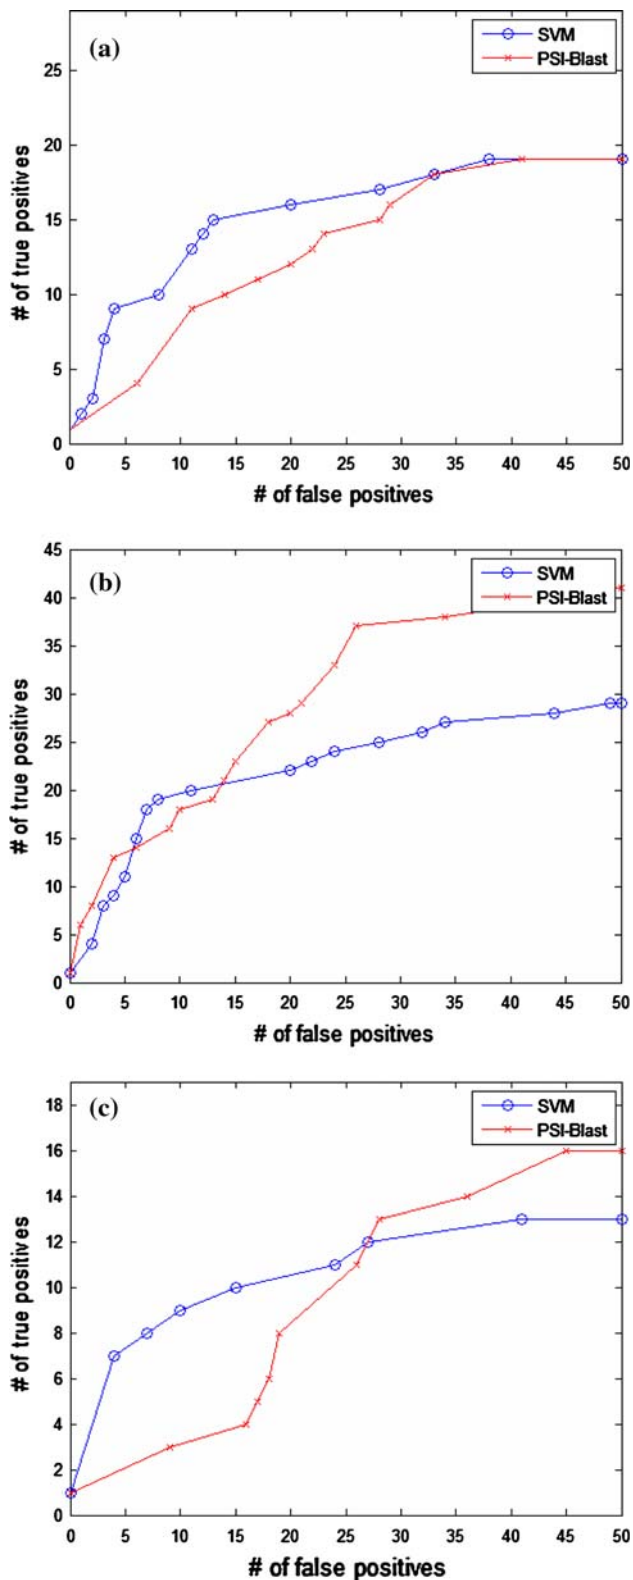 (a)
SVM
PSI-Blast
25
20
15
10
5
0
# of true positives
0 5 10 15 20 25 30 35 40 45 50
# of false positives
(b)
SVM
PSI-Blast
45
40
35
30
25
20
15
10
5
0
# of true positives
0 5 10 15 20 25 30 35 40 45 50
# of false positives
(c)
SVM
PSI-Blast
18
16
14
12
10
8
6
4
2
0
# of true positives
0 5 10 15 20 25 30 35 40 45 50
# of false positives